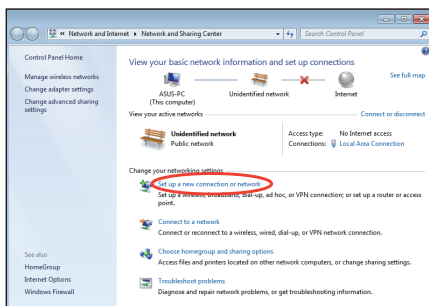 « Network and Internet ▸ Network and Sharing Center
Search Control Panel
Control Panel Home
Manage wireless networks
Change adapter settings
Change advanced sharing
settings
See also
HomeGroup
Internet Options
Windows Firewall
View your basic network information and set up connections
ASUS-PC
(This computer)
Unidentified network
Internet
See full map
View your active networks
Connect or disconnect
Unidentified network
Public network
Access type: No Internet access
Connections: Local Area Connection
Change your networking settings
Set up a new connection or network
Set up a wireless, broadband, dial-up, ad hoc, or VPN connection; or set up a router or access
point.
Connect to a network
Connect or reconnect to a wireless, wired, dial-up, or VPN network connection.
Choose homegroup and sharing options
Access files and printers located on other network computers, or change sharing settings.
Troubleshoot problems
Diagnose and repair network problems, or get troubleshooting information.